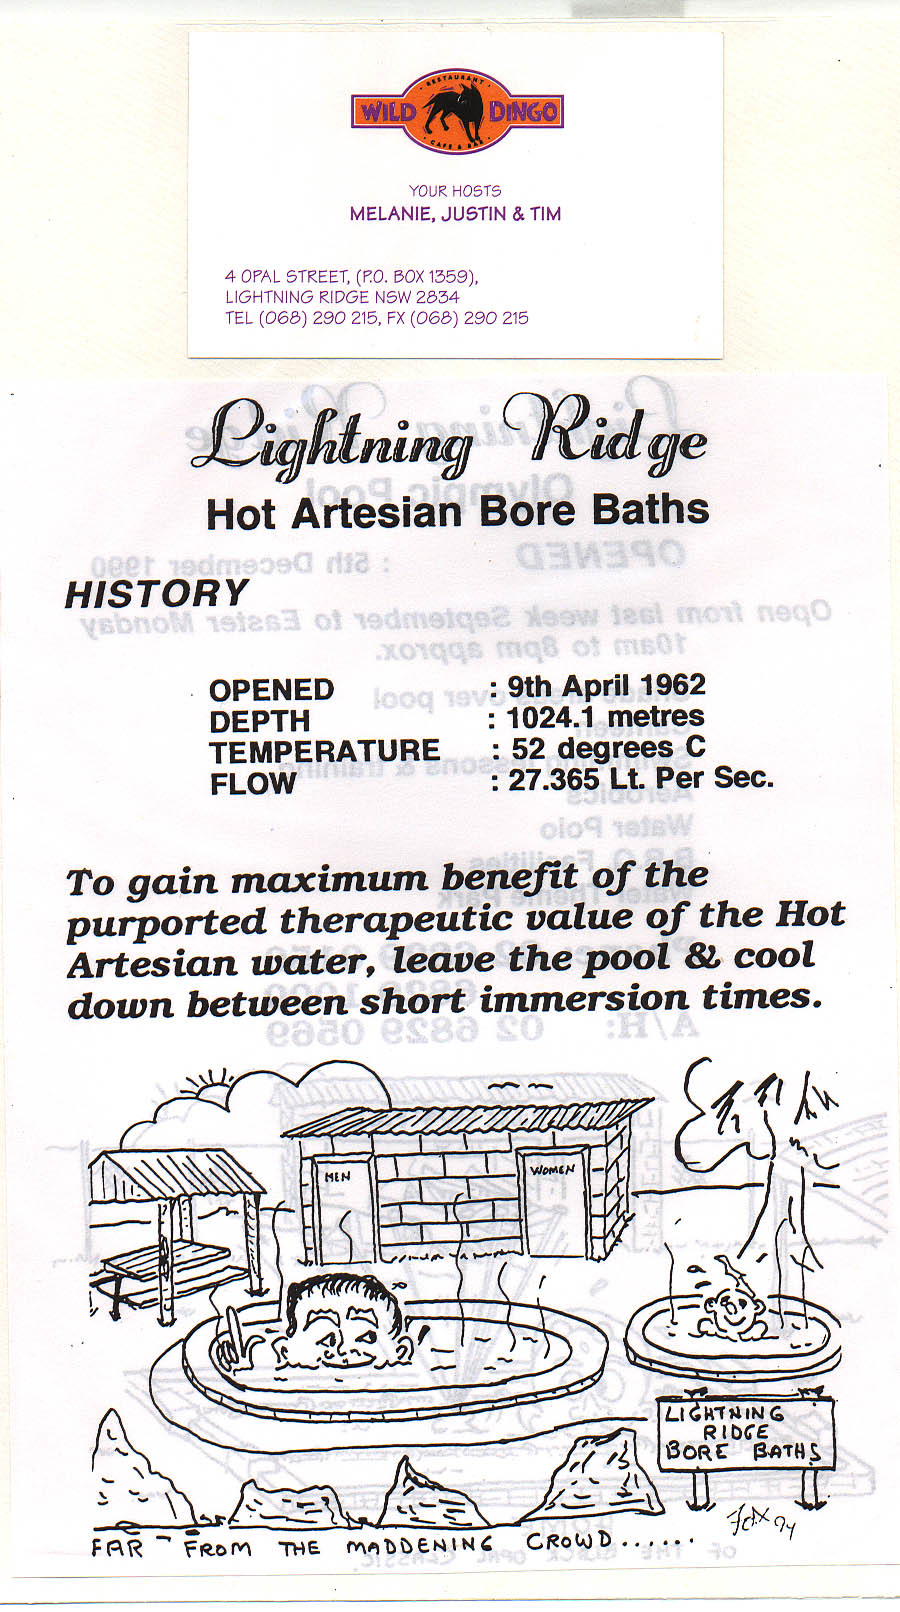 RESTAURANT
WILD DINGO
CAFE & BAR
YOUR HOSTS
MELANIE, JUSTIN & TIM
4 OPAL STREET, (P.O. BOX 1359),
LIGHTNING RIDGE NSW 2834
TEL (068) 290 215, FX (068) 290 215
Lightning Ridge
Hot Artesian Bore Baths
HISTORY
OPENED : 9th April 1962
DEPTH : 1024.1 metres
TEMPERATURE : 52 degrees C
FLOW : 27.365 Lt. Per Sec.
To gain maximum benefit of the
purported therapeutic value of the Hot
Artesian water, leave the pool & cool
down between short immersion times.
MEN
WOMEN
LIGHTNING
RIDGE
BORE BATHS
FAR FROM THE MADDENING CROWD......